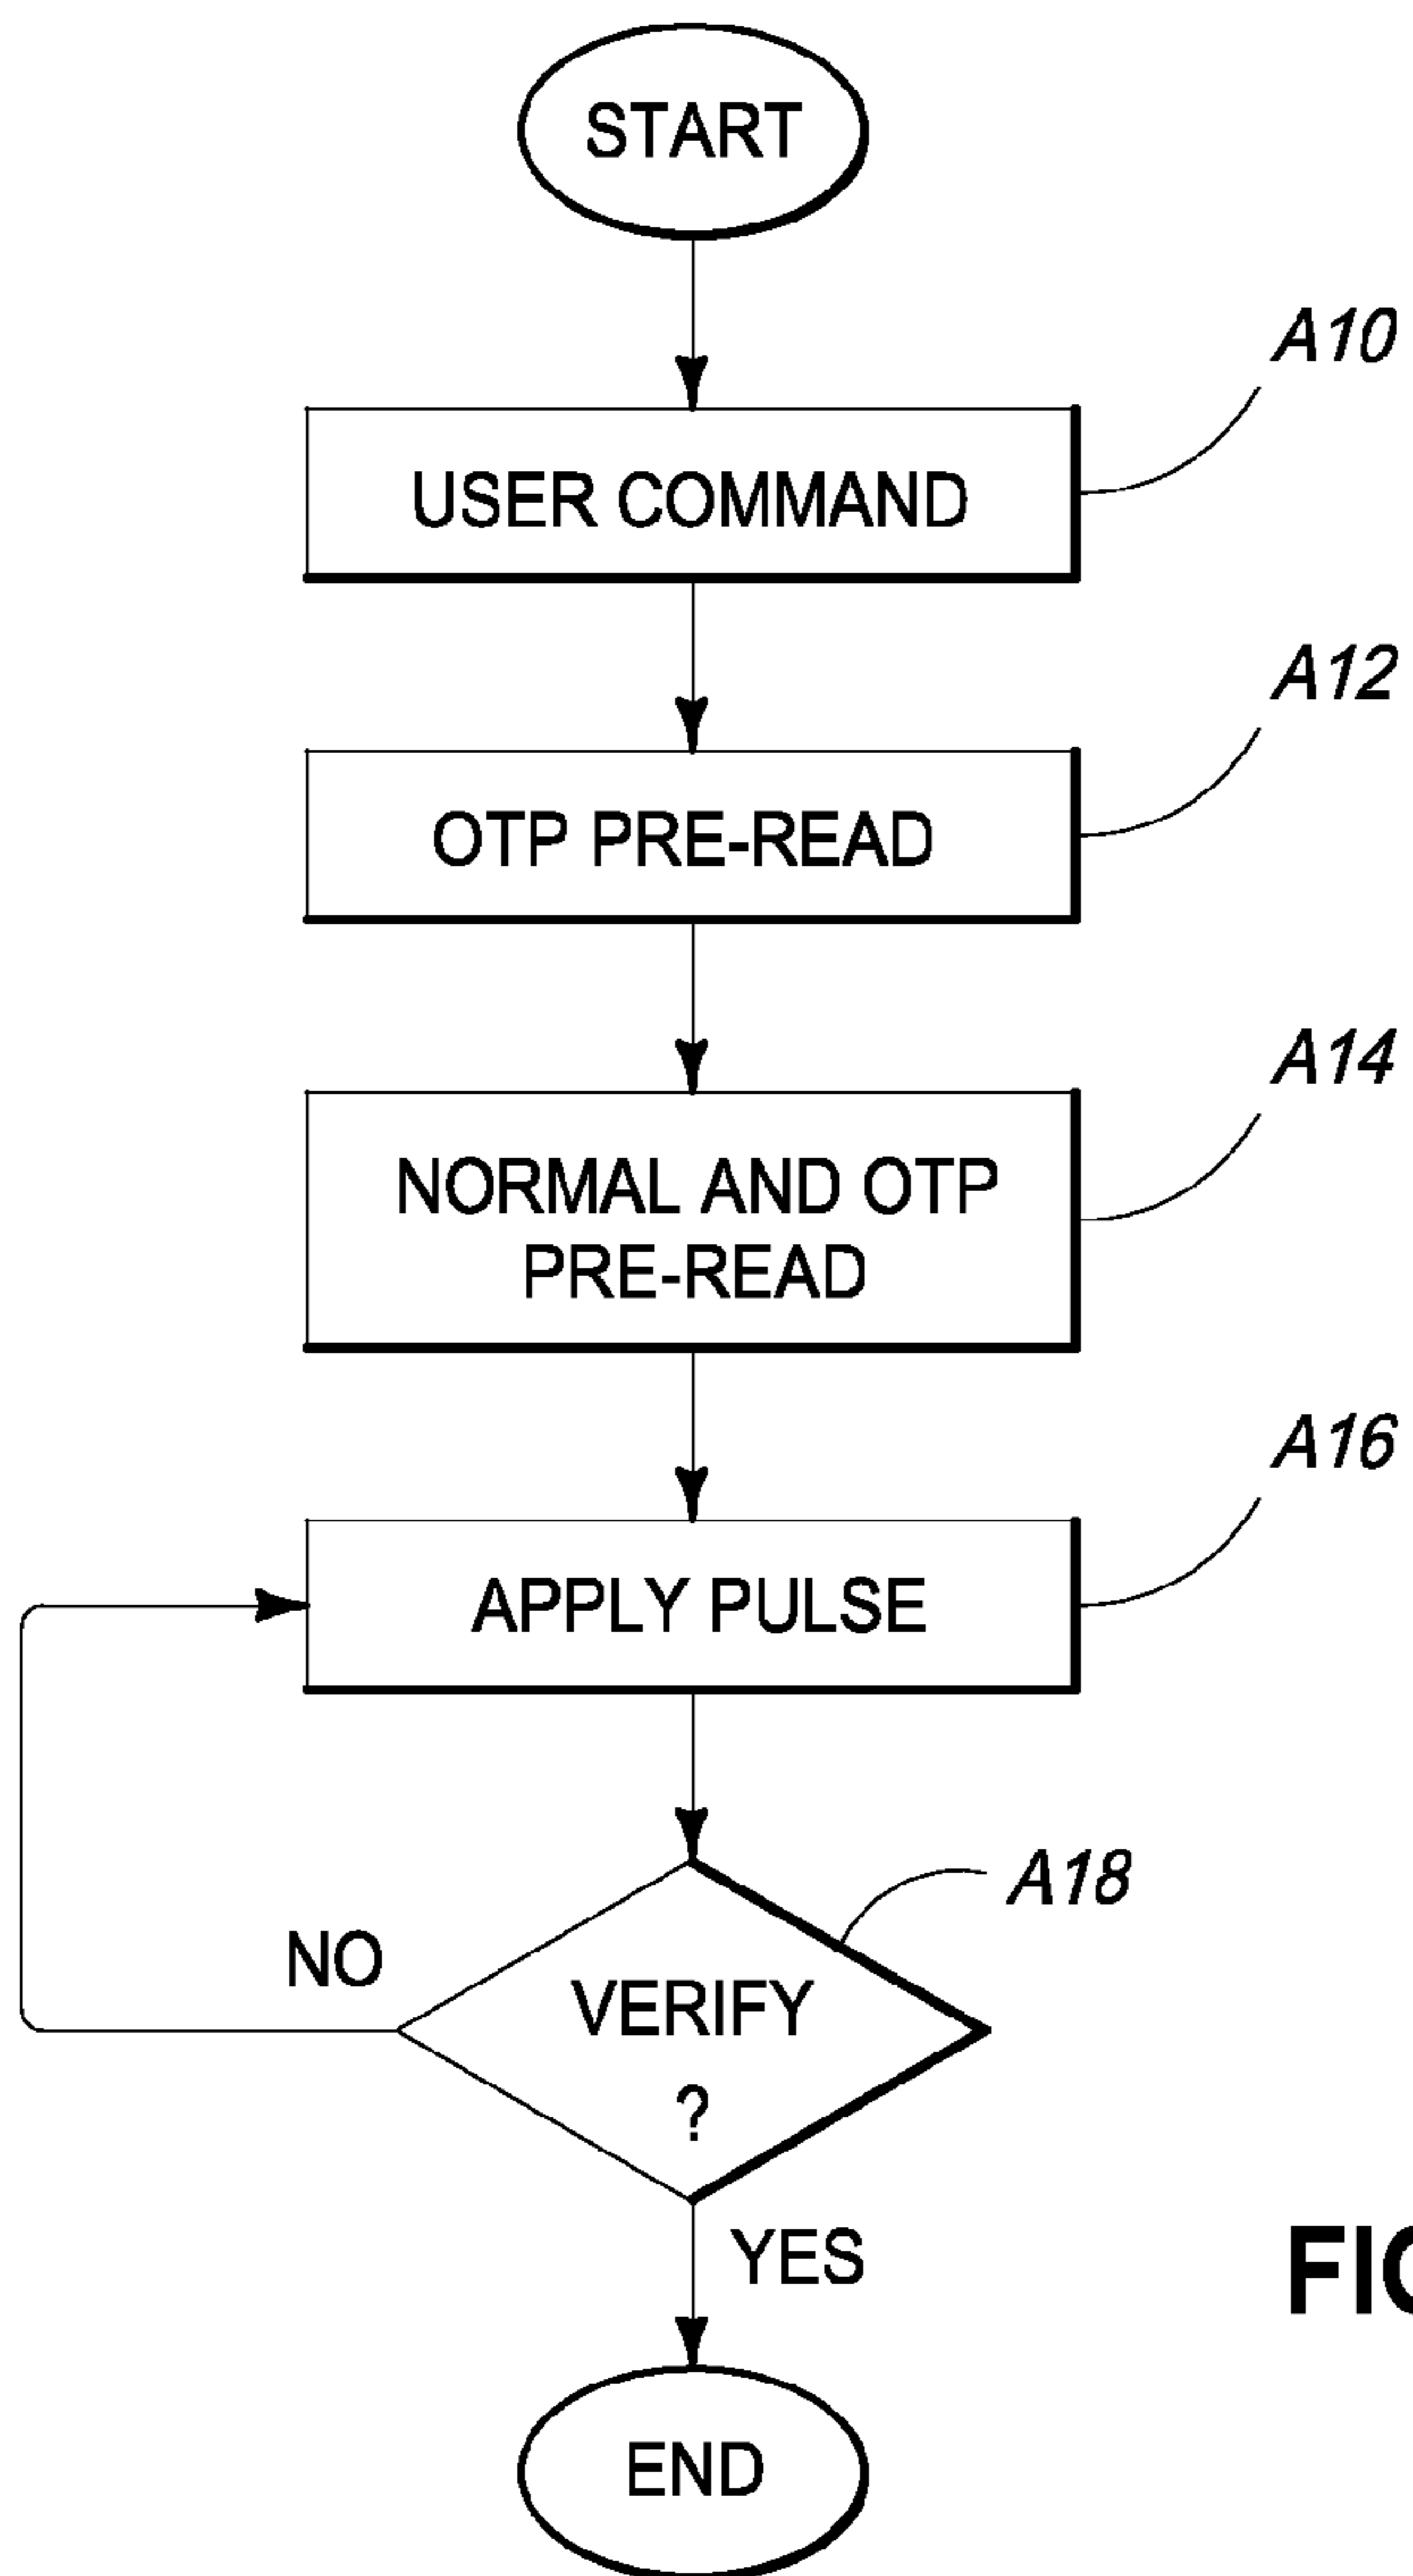 START
A10
USER COMMAND
A12
OTP PRE-READ
A14
NORMAL AND OTP
PRE-READ
A16
APPLY PULSE
A18
NO
VERIFY
?
YES
END